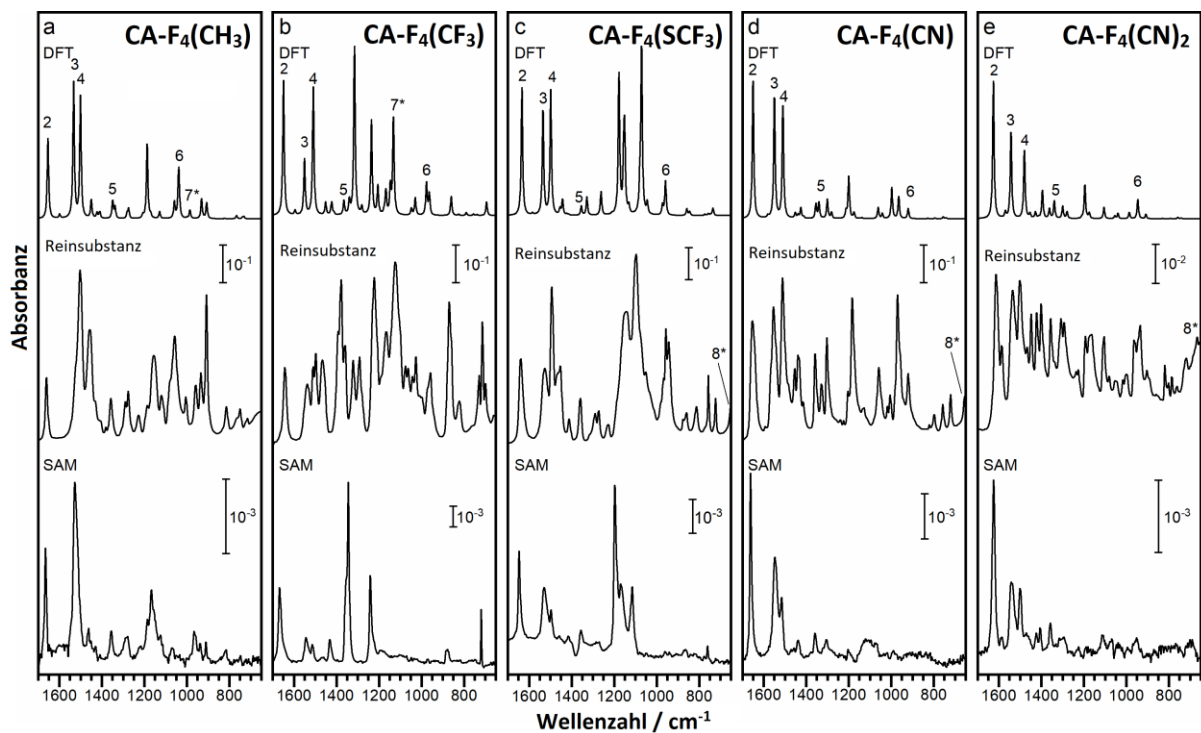 a
CA-F₄(CH₃)
DFT
3
4
2
5
6
7*
Reinsubstanz
10⁻¹
SAM
10⁻³
1600 1400 1200 1000 800
b
CA-F₄(CF₃)
DFT
2
4
3
5
7*
6
Reinsubstanz
10⁻¹
SAM
10⁻³
1600 1400 1200 1000 800
c
CA-F₄(SCF₃)
DFT
2
4
3
5
6
Reinsubstanz
10⁻¹
8*
SAM
10⁻³
1600 1400 1200 1000 800
d
CA-F₄(CN)
DFT
2
3
4
5
6
Reinsubstanz
10⁻¹
8*
SAM
10⁻³
1600 1400 1200 1000 800
e
CA-F₄(CN)₂
DFT
2
3
4
5
6
Reinsubstanz
10⁻²
8*
SAM
10⁻³
1600 1400 1200 1000 800
Absorbanz
Wellenzahl / cm⁻¹